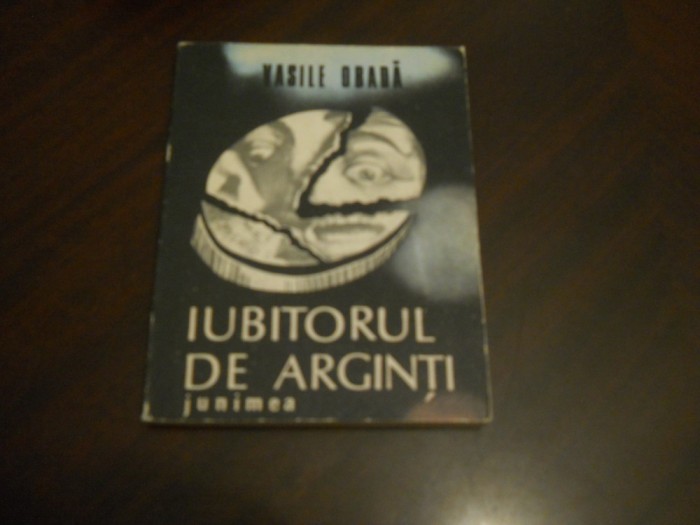 VASILE OBADĂ
IUBITORUL
DE ARGINȚI
junimea